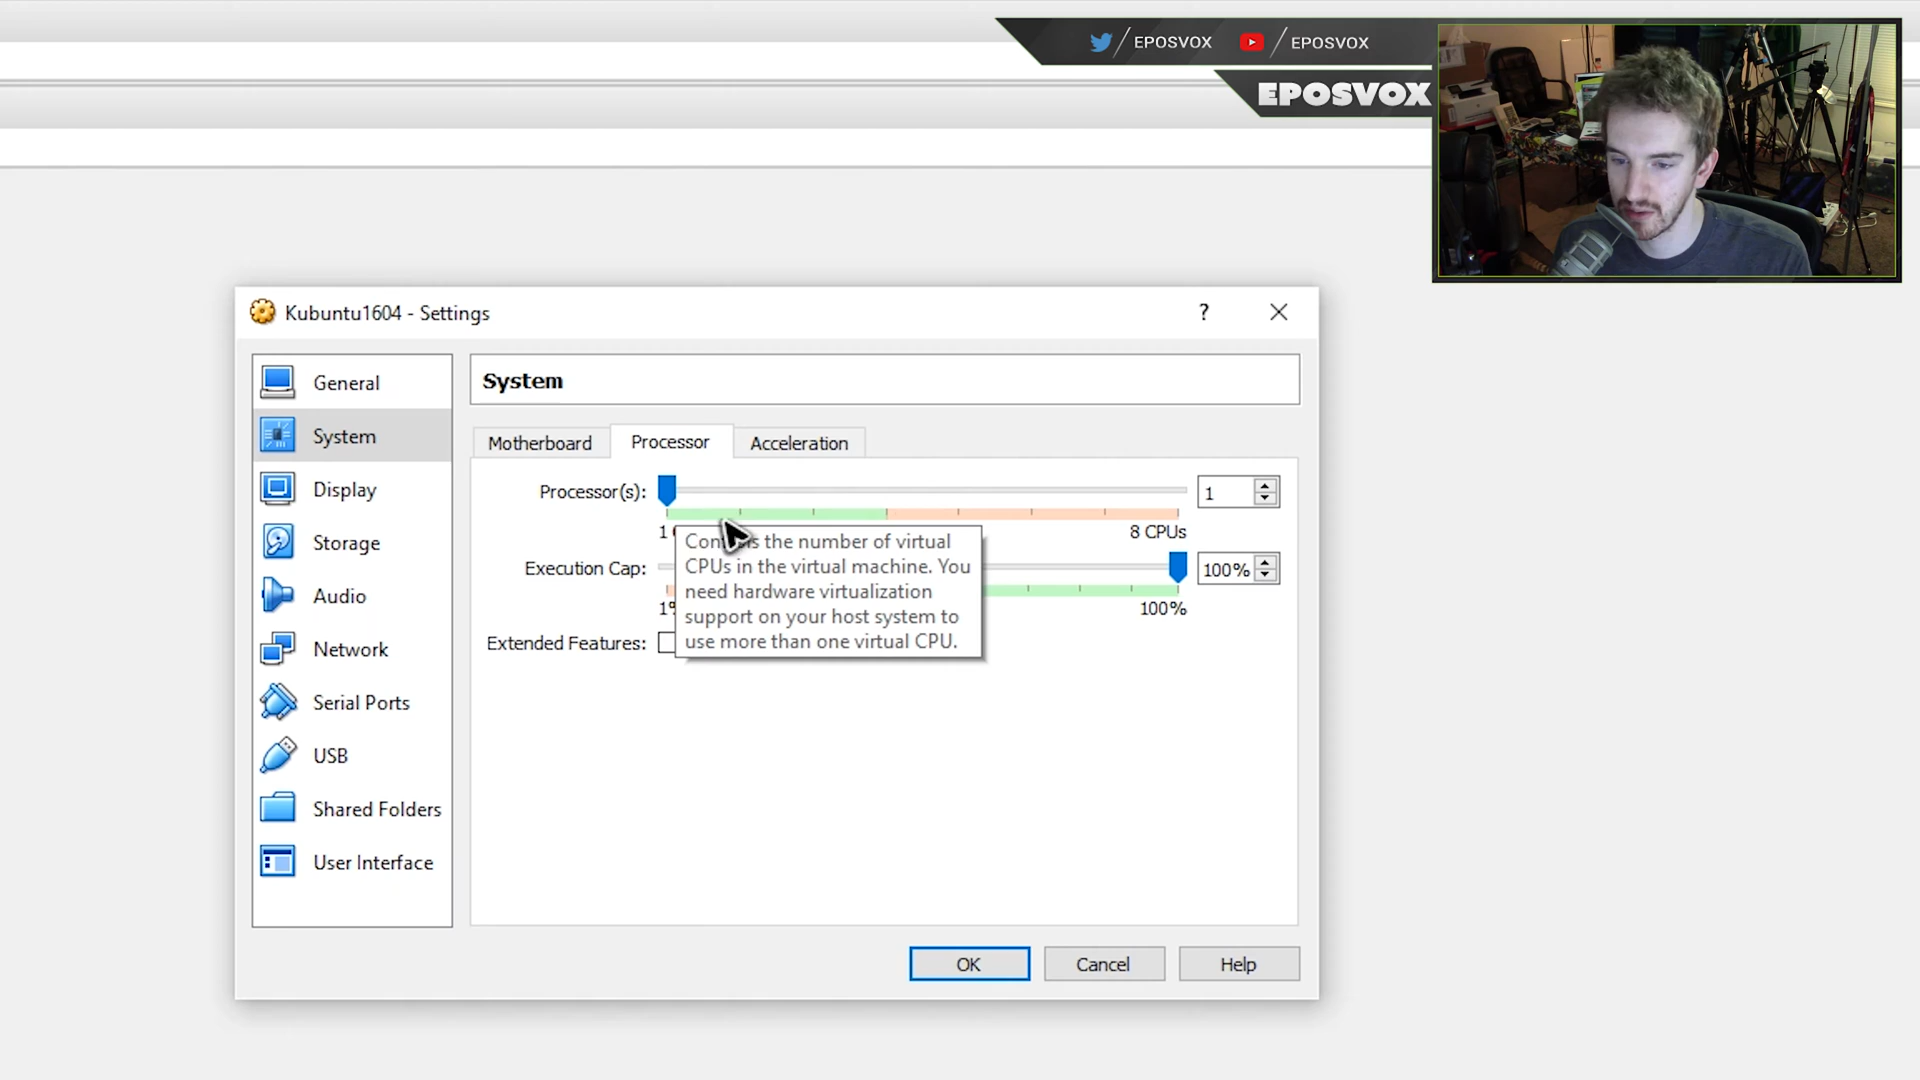 EPOSVOX
EPOSVOX
EPOSVOX
Kubuntu1604 - Settings
?
General
System
Display
Storage
Audio
Network
Serial Ports
USB
Shared Folders
User Interface
System
Motherboard
Processor
Acceleration
Processor(s):
1
1
8 CPUs
the number of virtual
CPUs in the virtual machine. You
need hardware virtualization
support on your host system to
use more than one virtual CPU.
Execution Cap:
100%
100%
Extended Features:
OK
Cancel
Help